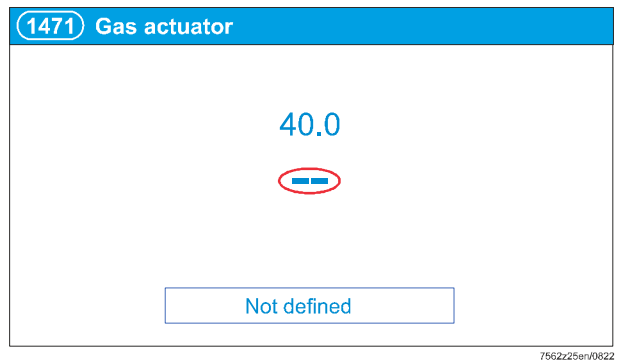 1471 Gas actuator
40.0
--
Not defined
7562z25en/0822